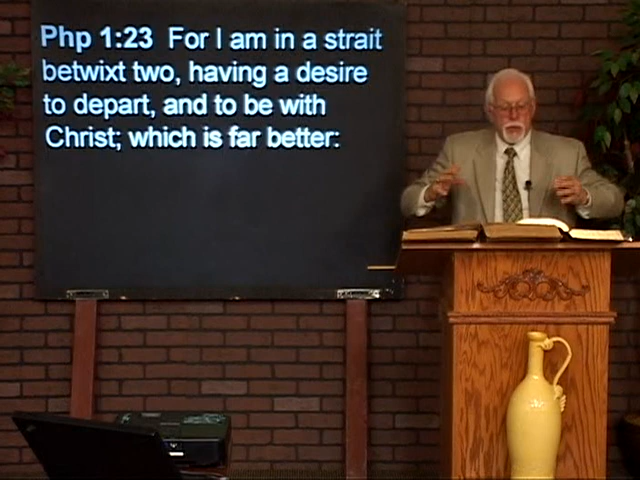 Php 1:23 For I am in a strait
betwixt two, having a desire
to depart, and to be with
Christ; which is far better: